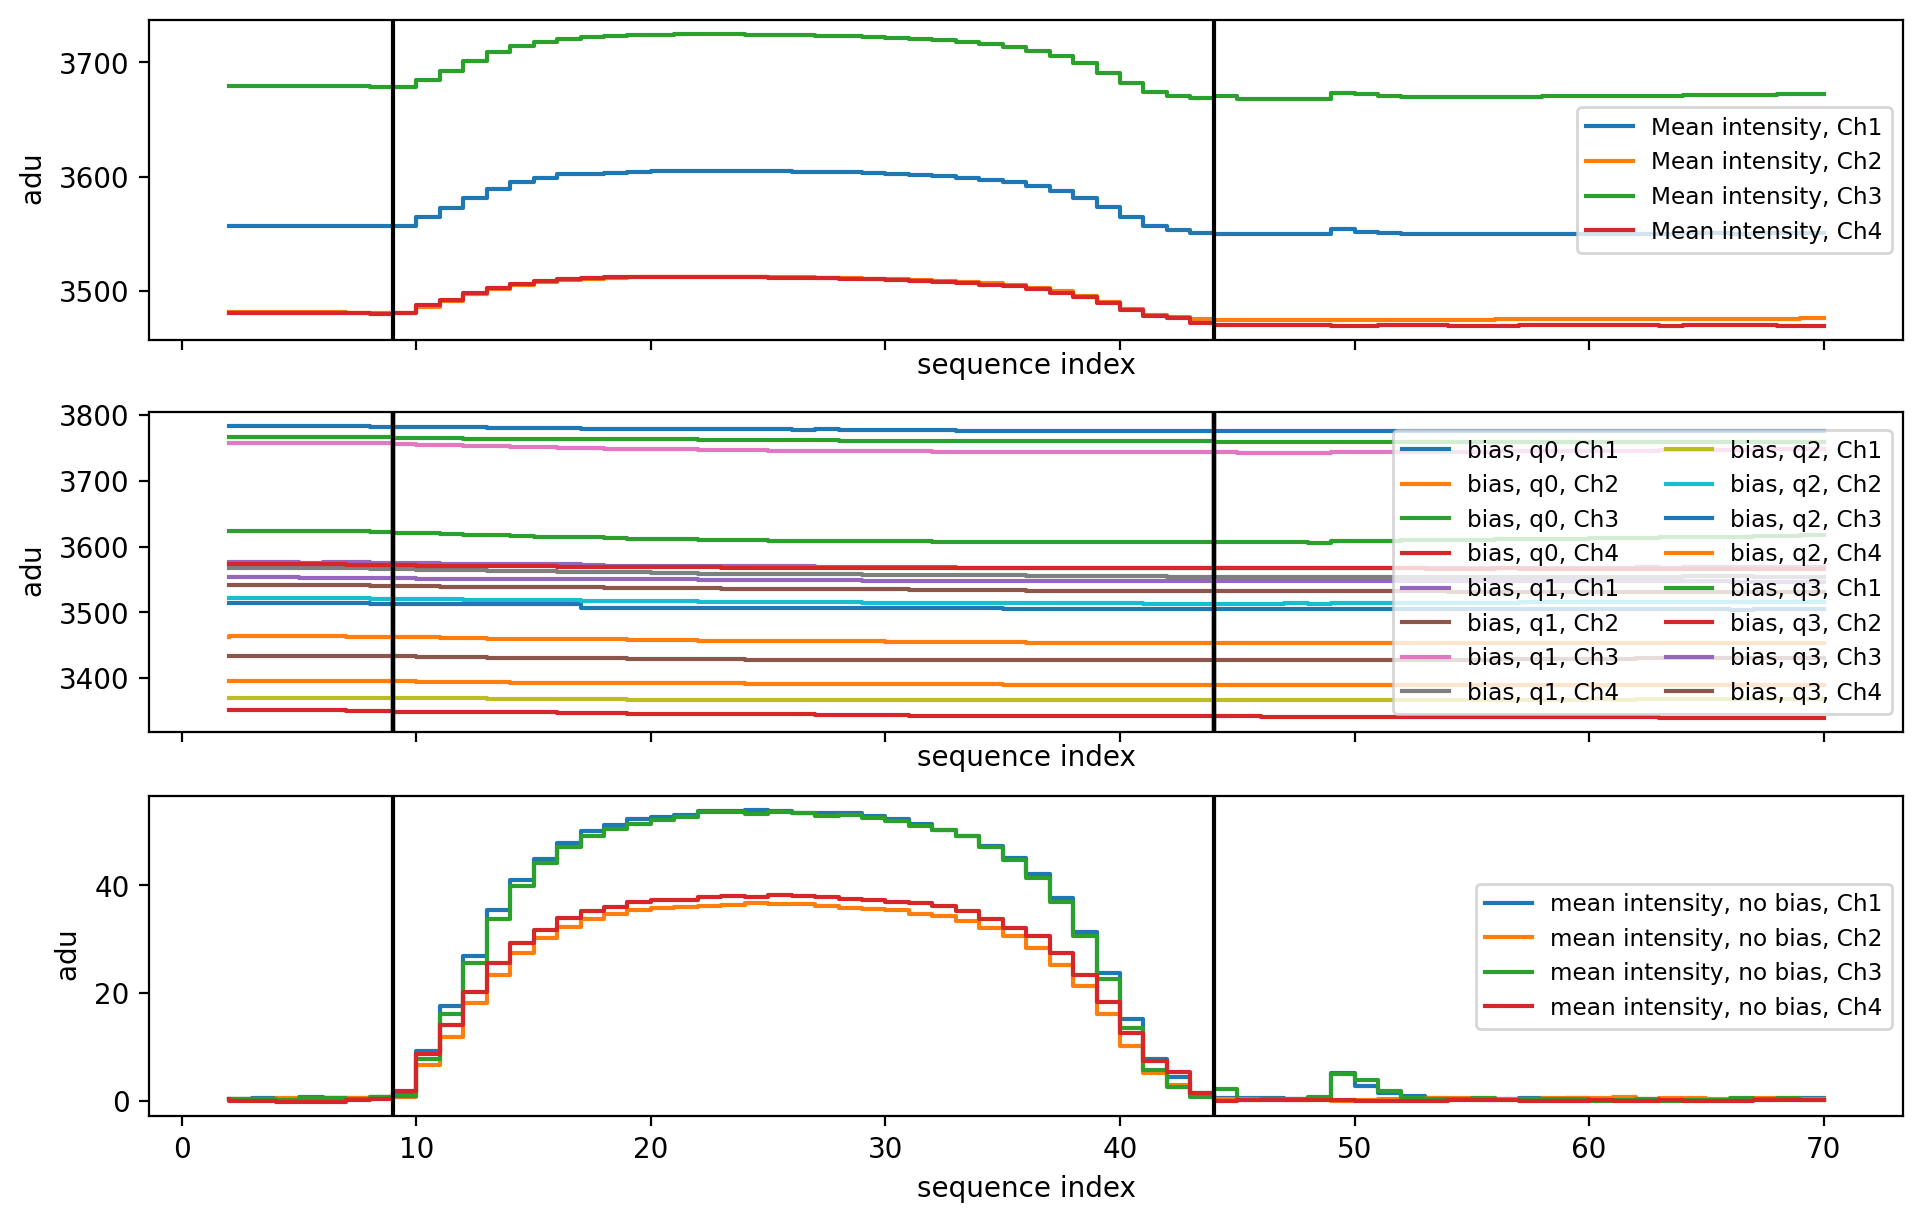 3700
3600
3500
adu
Mean intensity, Ch1
Mean intensity, Ch2
Mean intensity, Ch3
Mean intensity, Ch4
sequence index
3800
3700
3600
3500
3400
adu
bias, q0, Ch1
bias, q0, Ch2
bias, q0, Ch3
bias, q0, Ch4
bias, q1, Ch1
bias, q1, Ch2
bias, q1, Ch3
bias, q1, Ch4
bias, q2, Ch1
bias, q2, Ch2
bias, q2, Ch3
bias, q2, Ch4
bias, q3, Ch1
bias, q3, Ch2
bias, q3, Ch3
bias, q3, Ch4
sequence index
40
20
0
adu
mean intensity, no bias, Ch1
mean intensity, no bias, Ch2
mean intensity, no bias, Ch3
mean intensity, no bias, Ch4
0 10 20 30 40 50 60 70
sequence index